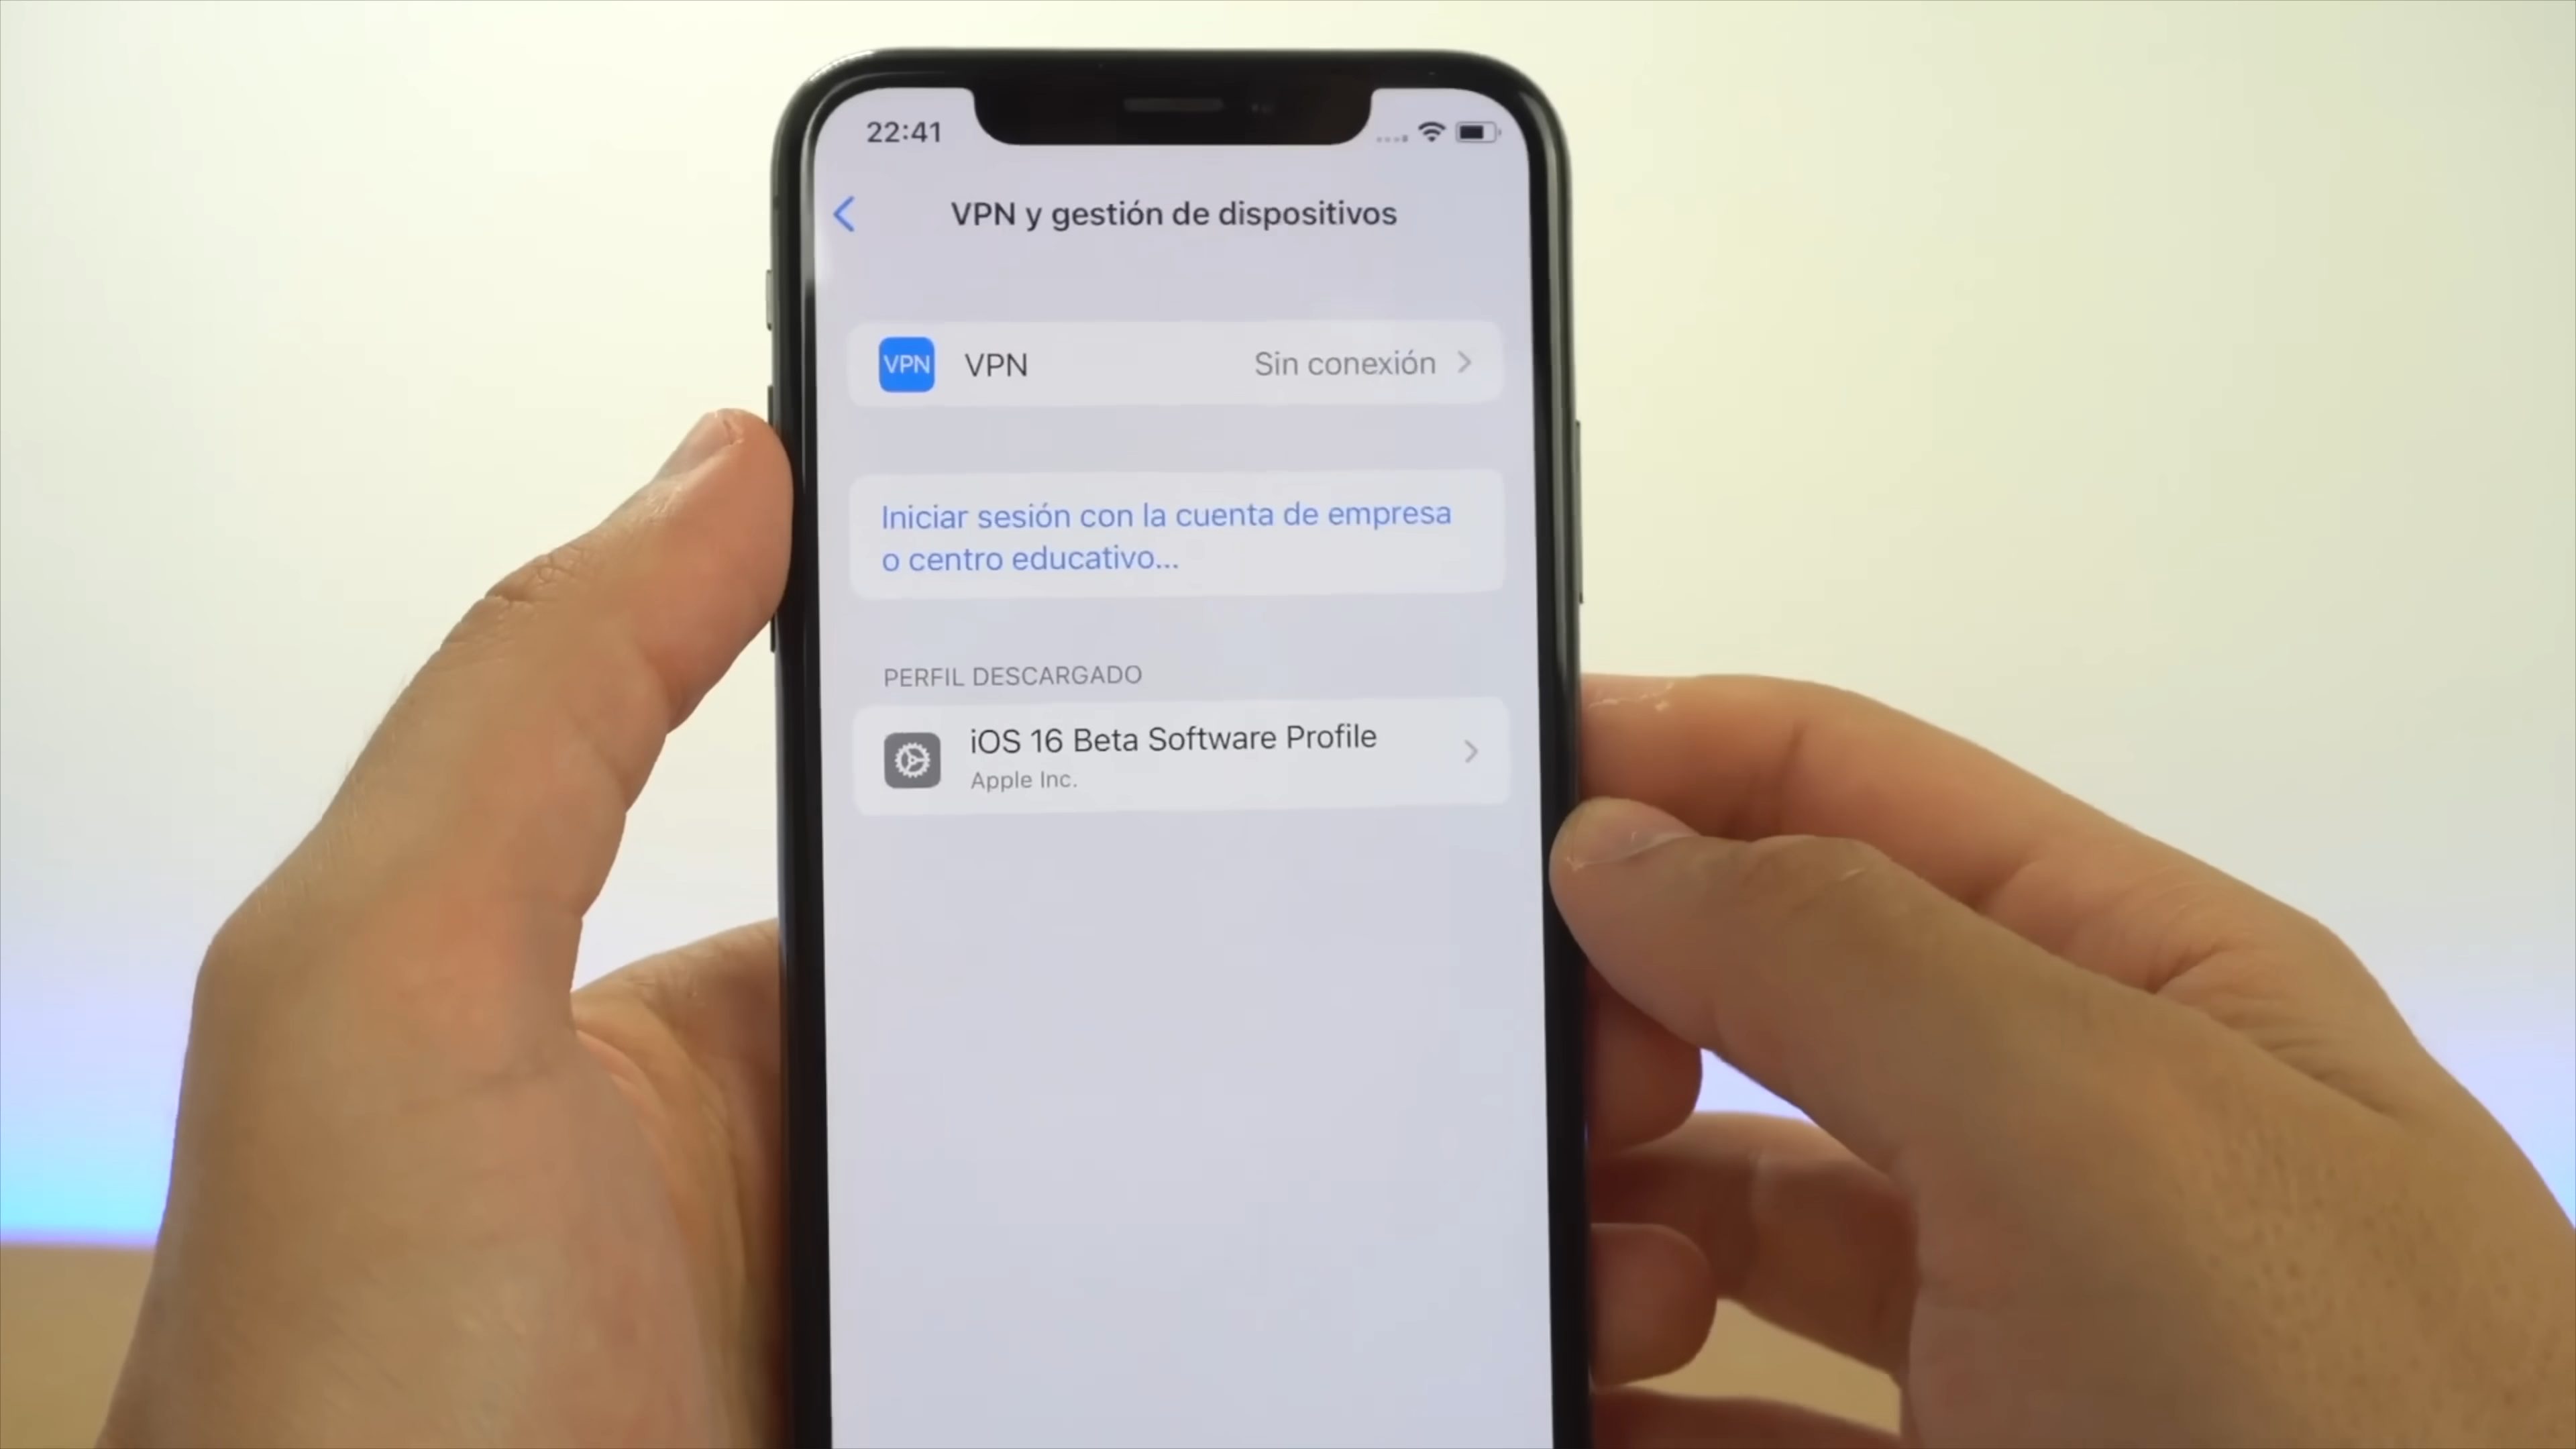 22:41
VPN y gestión de dispositivos
VPN VPN Sin conexión
Iniciar sesión con la cuenta de empresa
o centro educativo...
PERFIL DESCARGADO
iOS 16 Beta Software Profile
Apple Inc.